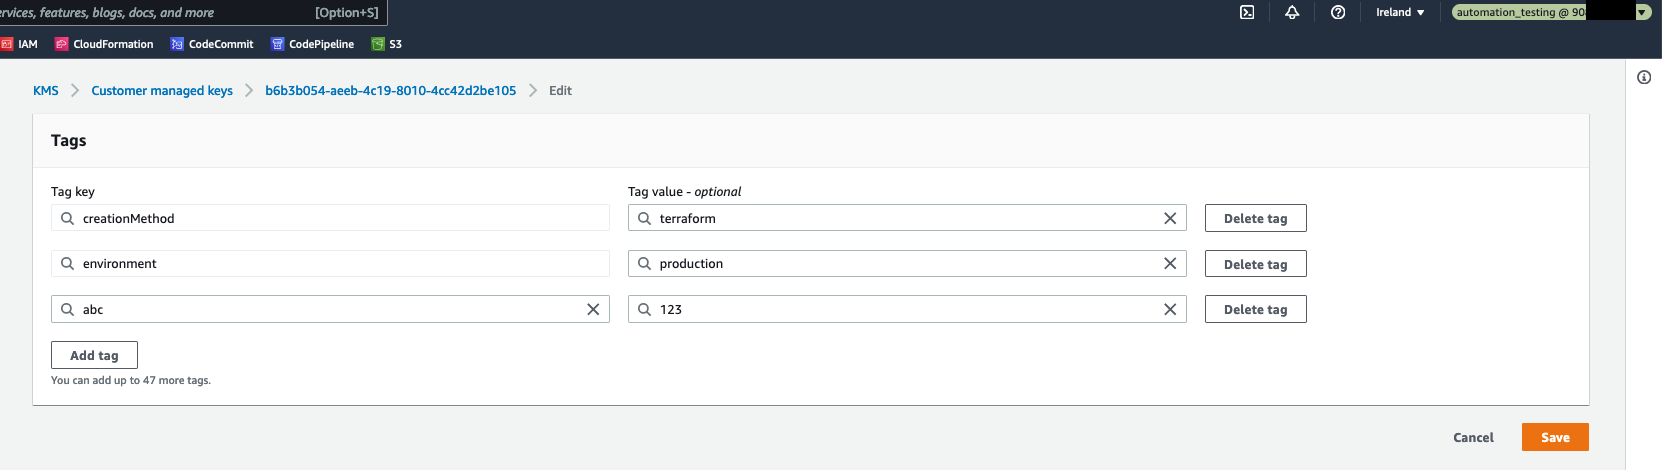 services, features, blogs, docs, and more [Option+S] Ireland automation_testing @ 90
IAM CloudFormation CodeCommit CodePipeline S3
KMS Customer managed keys b6b3b054-aeeb-4c19-8010-4cc42d2be105 Edit
Tags
Tag key Tag value - optional
creationMethod terraform Delete tag
environment production Delete tag
abc 123 Delete tag
Add tag
You can add up to 47 more tags.
Cancel Save